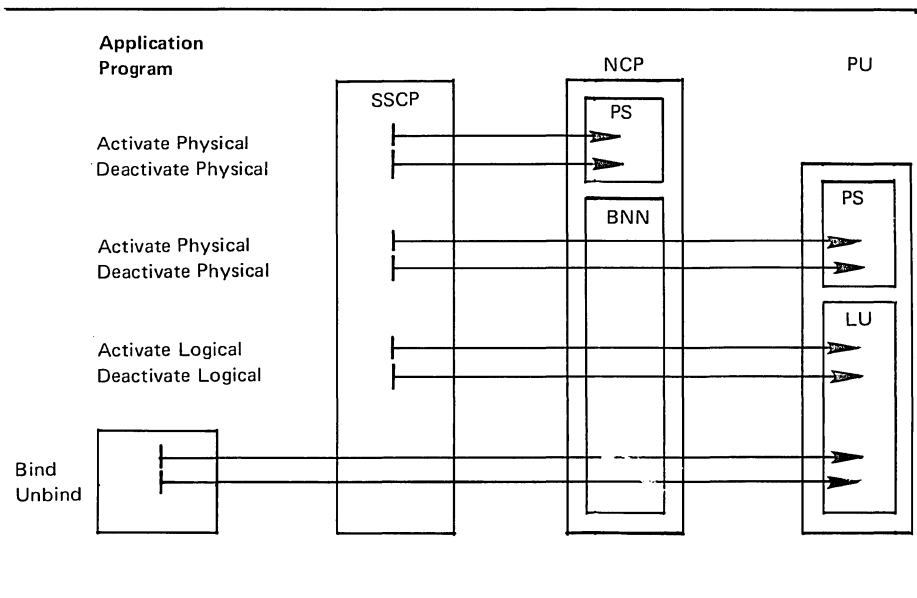 Application
Program
NCP
PU
SSCP
PS
Activate Physical
Deactivate Physical
PS
BNN
Activate Physical
Deactivate Physical
LU
Activate Logical
Deactivate Logical
Bind
Unbind